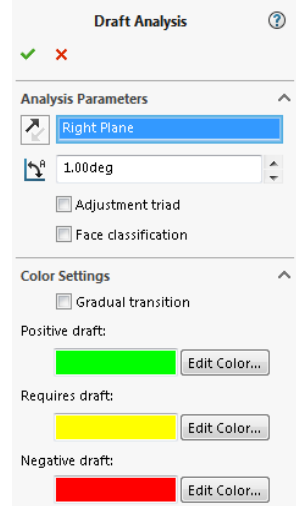 Draft Analysis
?
Analysis Parameters
Right Plane
A
1.00deg
Adjustment triad
Face classification
Color Settings
Gradual transition
Positive draft:
Edit Color...
Requires draft:
Edit Color...
Negative draft:
Edit Color...